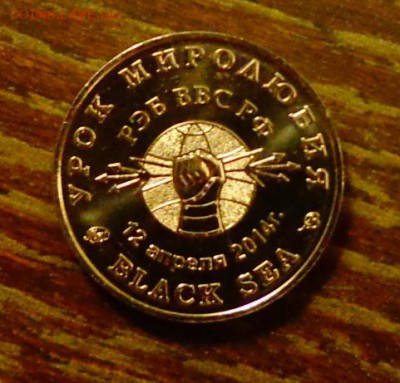 УРОК МИРОЛЮБИЯ
РЭБ ВВС РФ
12 апреля 2014г.
BLACK SEA